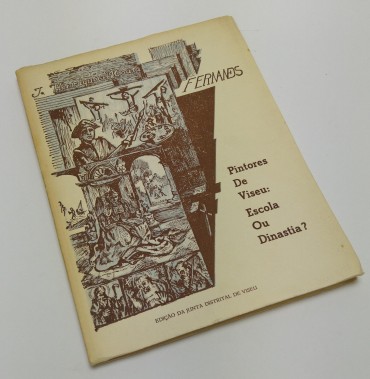 FERNANDES
Pintores
De
Viseu:
Escola
Ou
Dinastia?
EDIÇÃO DA JUNTA DISTRITAL DE VISEU